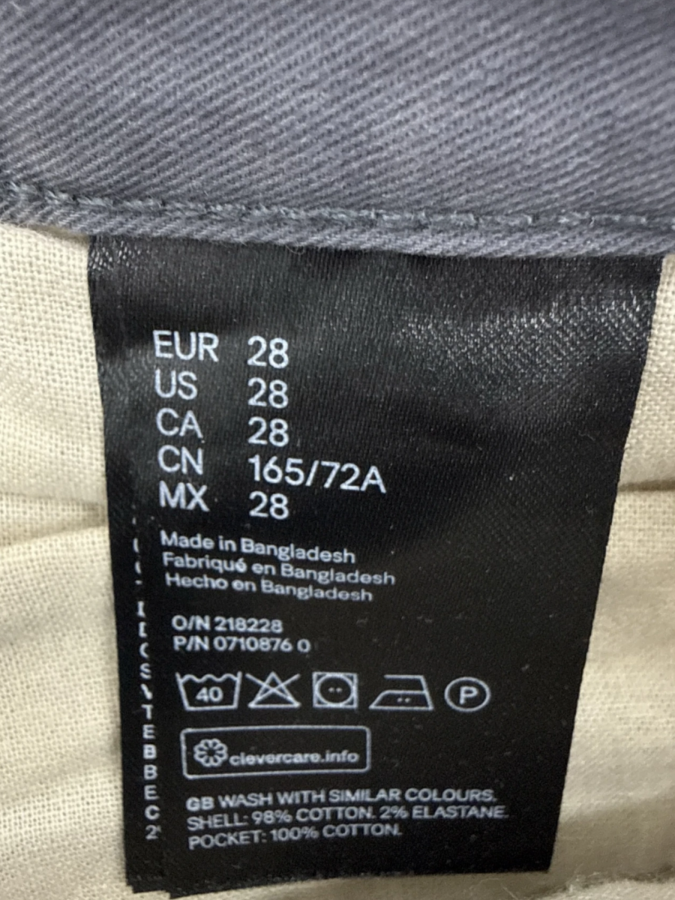 EUR 28
US 28
CA 28
CN 165/72A
MX 28
Made in Bangladesh
Fabriqué en Bangladesh
Hecho en Bangladesh
O/N 218228
P/N 0710876 0
40 P
clevercare.info
GB WASH WITH SIMILAR COLOURS.
SHELL: 98% COTTON. 2% ELASTANE.
POCKET: 100% COTTON.